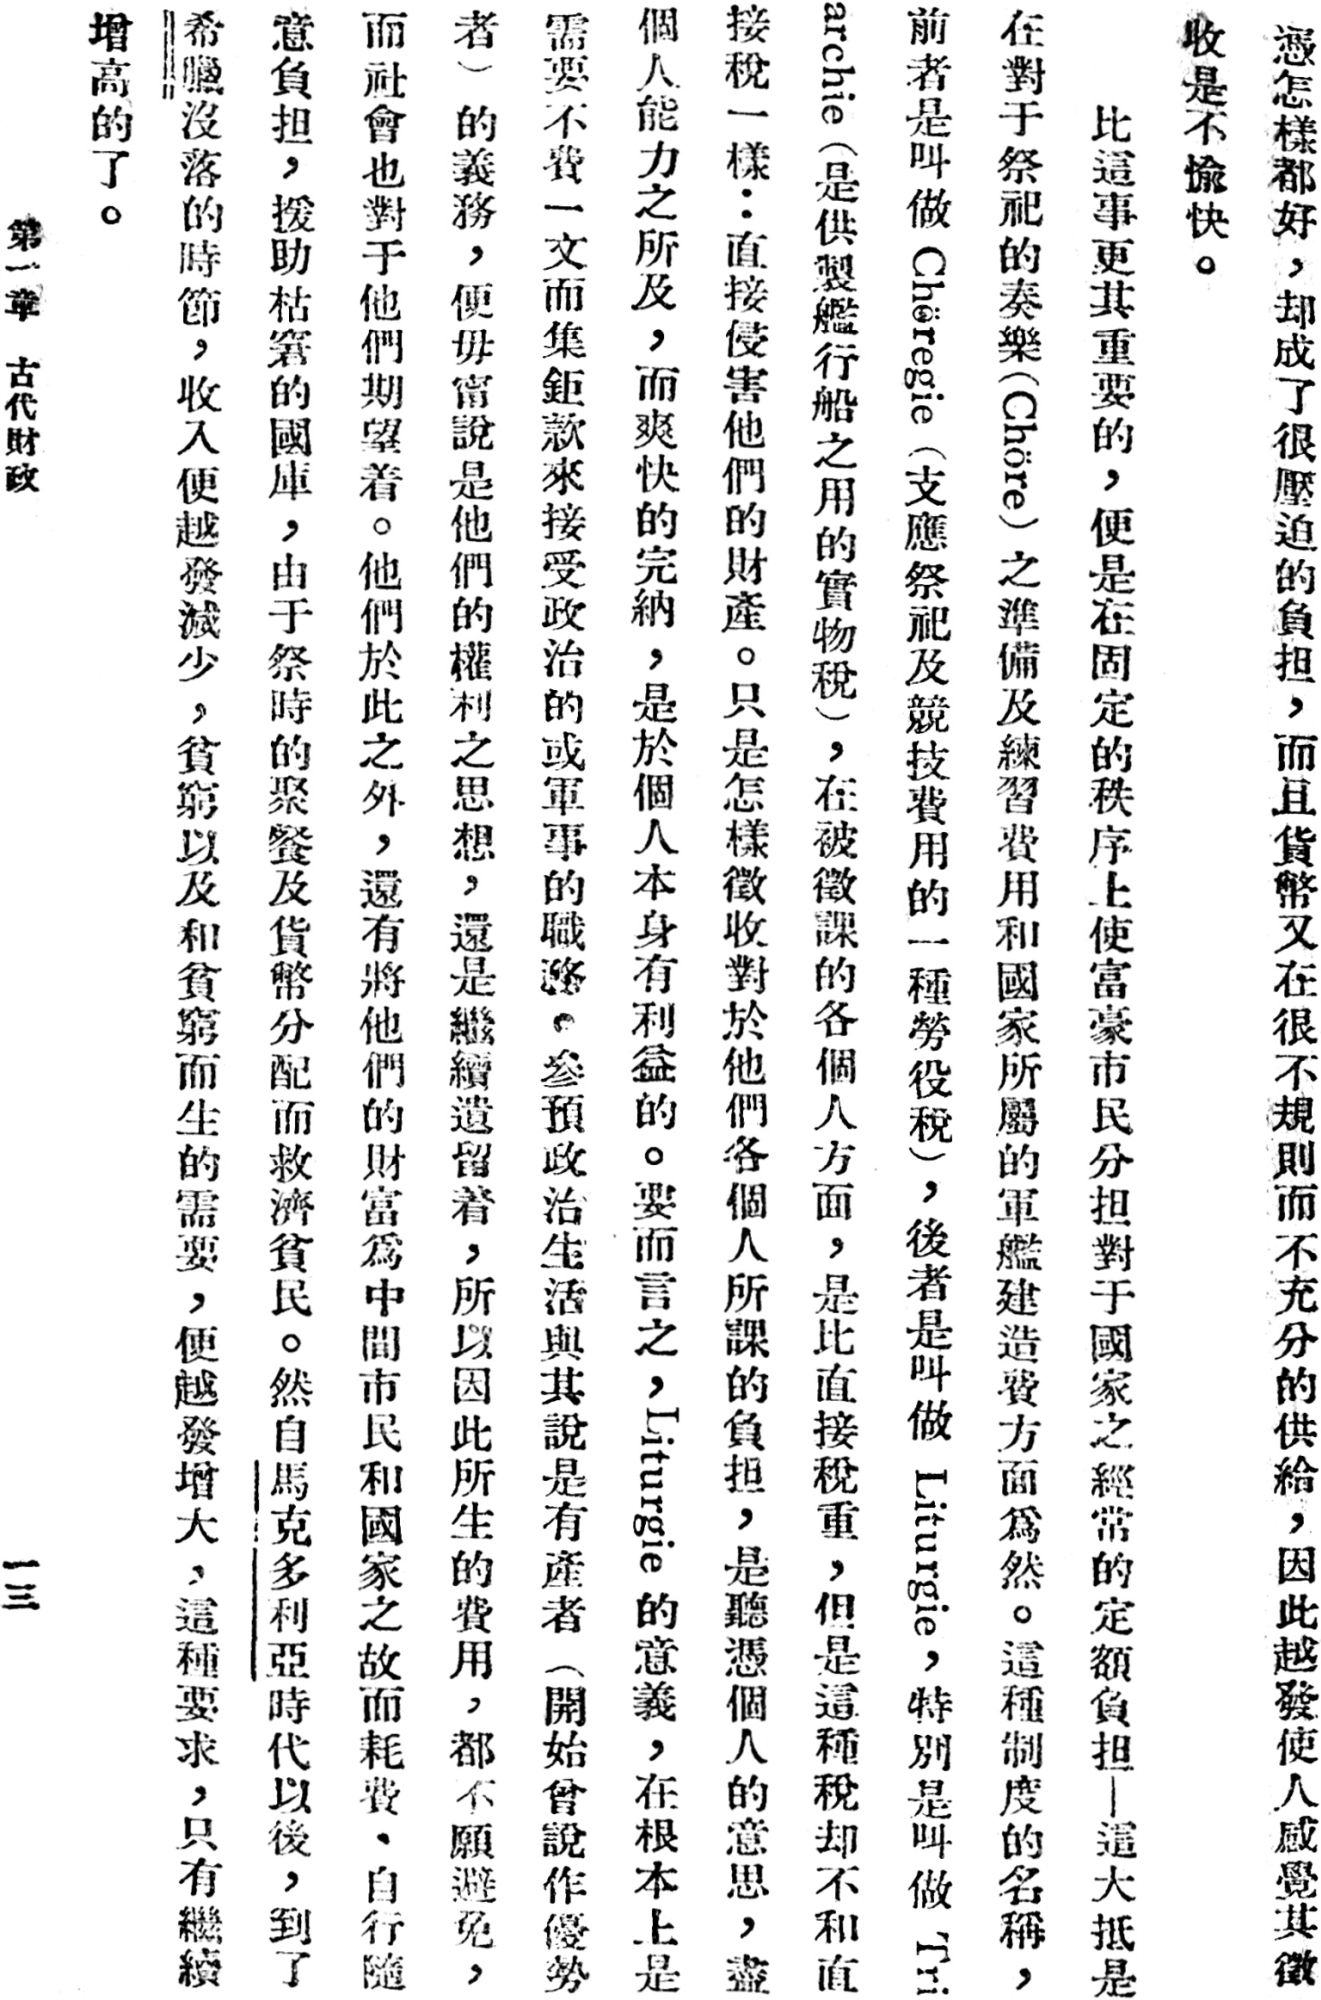 憑怎樣都好，却成了很壓迫的負担，而且貨幣又在很不規則而不充分的供給，因此越發使人感覺其徵
收是不愉快。
比這事更其重要的，便是在固定的秩序上使富豪市民分担對于國家之經常的定額負担—這大抵是
在對于祭祀的奏樂（Chöre）之準備及練習費用和國家所屬的軍艦建造費方面爲然。這種制度的名稱，
前者是叫做 Chöregie（支應祭祀及競技費用的一種勞役稅），後者是叫做 Liturgie，特別是叫做 Tri
archie（是供製艦行船之用的實物稅），在被徵課的各個人方面，是比直接稅重，但是這種稅却不和直
接稅一樣：直接侵害他們的財產。只是怎樣徵收對於他們各個人所課的負担，是聽憑個人的意思，盡
個人能力之所及，而爽快的完納，是於個人本身有利益的。要而言之，Liturgie 的意義，在根本上是
需要不費一文而集鉅款來接受政治的或軍事的職務。參預政治生活與其說是有產者（開始曾說作優勢
者）的義務，便毋甯說是他們的權利之思想，還是繼續遺留着，所以因此所生的費用，都不願避免，
而社會也對于他們期望着。他們於此之外，還有將他們的財富爲中間市民和國家之故而耗費、自行隨
意負担，援助枯窘的國庫，由于祭時的聚餐及貨幣分配而救濟貧民。然自馬克多利亞時代以後，到了
希臘沒落的時節，收入便越發減少，貧窮以及和貧窮而生的需要，便越發增大，這種要求，只有繼續
增高的了。
第一章　古代財政
一三